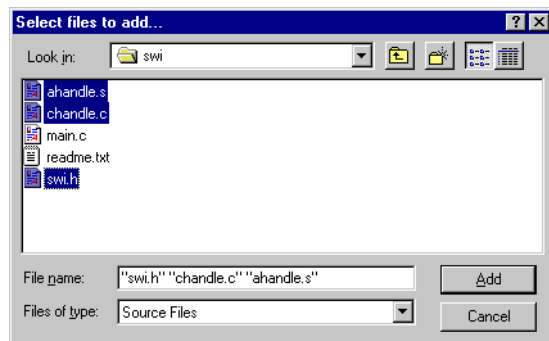 Select files to add...
Look in: swi
ahandle.s
chandle.c
main.c
readme.txt
swi.h
File name: "swi.h" "chandle.c" "ahandle.s" Add
Files of type: Source Files Cancel